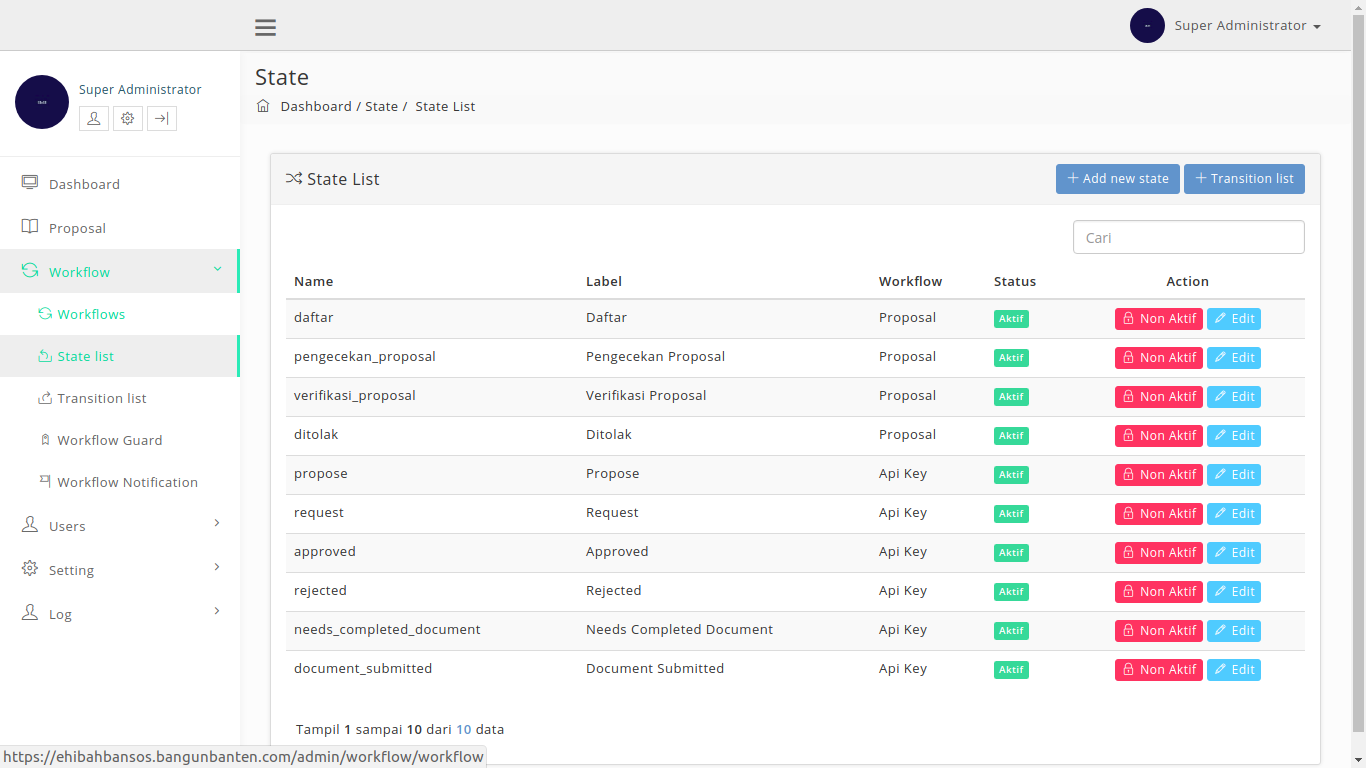 Super Administrator
Super Administrator
State
Dashboard / State / State List
Dashboard
Proposal
Workflow
Workflows
State list
Transition list
Workflow Guard
Workflow Notification
Users
Setting
Log
State List
+ Add new state + Transition list
Cari
Name Label Workflow Status Action
daftar Daftar Proposal Aktif Non Aktif Edit
pengecekan_proposal Pengecekan Proposal Proposal Aktif Non Aktif Edit
verifikasi_proposal Verifikasi Proposal Proposal Aktif Non Aktif Edit
ditolak Ditolak Proposal Aktif Non Aktif Edit
propose Propose Api Key Aktif Non Aktif Edit
request Request Api Key Aktif Non Aktif Edit
approved Approved Api Key Aktif Non Aktif Edit
rejected Rejected Api Key Aktif Non Aktif Edit
needs_completed_document Needs Completed Document Api Key Aktif Non Aktif Edit
document_submitted Document Submitted Api Key Aktif Non Aktif Edit
Tampil 1 sampai 10 dari 10 data
https://ehibahbansos.bangunbanten.com/admin/workflow/workflow